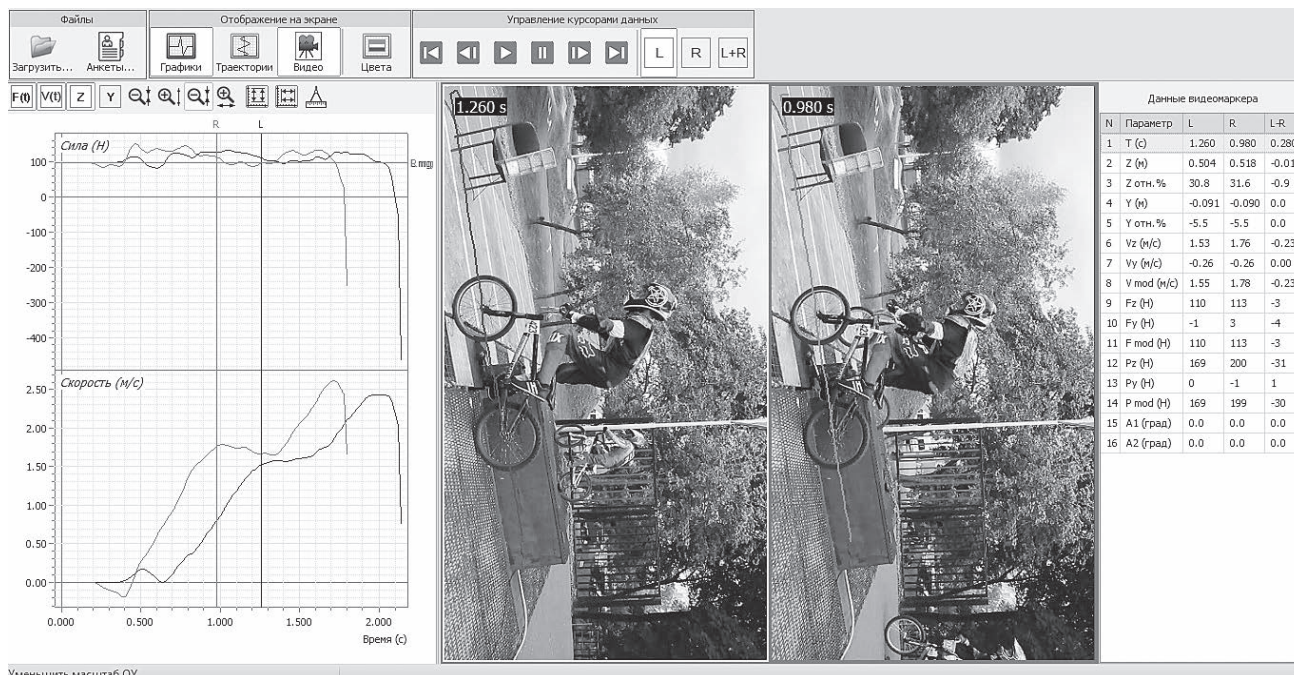 Файлы
Отображение на экране
Управление курсорами данных
Загрузить...
Анкеты...
Графики
Траектории
Видео
Цвета
L
R
L+R
F(t)
V(t)
Z
Y
R
L
Сила (Н)
100
0
-100
-200
-300
-400
Скорость (м/с)
2.50
2.00
1.50
1.00
0.50
0.00
0.000 0.500 1.000 1.500 2.000
Время (с)
1.260 s
0.980 s
Данные видеомаркера
N Параметр L R L-R
1 T (с) 1.260 0.980 0.280
2 Z (м) 0.504 0.518 -0.01
3 Z отн.% 30.8 31.6 -0.9
4 Y (м) -0.091 -0.090 0.0
5 Y отн.% -5.5 -5.5 0.0
6 Vz (м/с) 1.53 1.76 -0.23
7 Vy (м/с) -0.26 -0.26 0.00
8 V mod (м/с) 1.55 1.78 -0.23
9 Fz (Н) 110 113 -3
10 Fy (Н) -1 3 -4
11 F mod (Н) 110 113 -3
12 Pz (Н) 169 200 -31
13 Py (Н) 0 -1 1
14 P mod (Н) 169 199 -30
15 A1 (град) 0.0 0.0 0.0
16 A2 (град) 0.0 0.0 0.0
Уменьшить масштаб OY